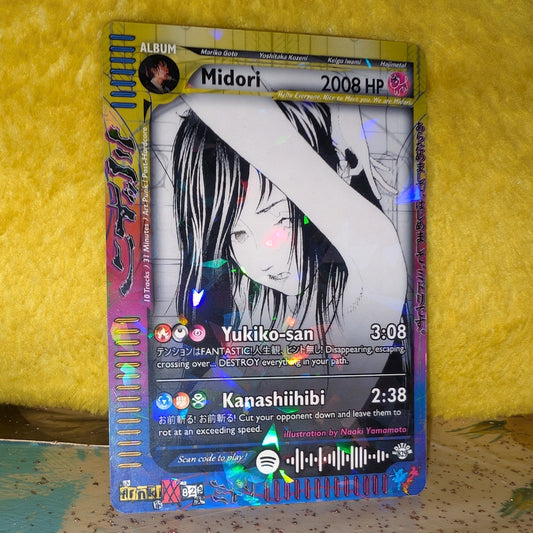 ALBUM
Mariko Goto
Yoshitaka Kozeni
Keigo Iwami
Hajimetal
Midori
2008 HP
Hello Everyone, Nice to Meet you. We are Midori.
10 Tracks / 31 Minutes / Art Punk / Post-Hardcore
Yukiko-san 3:08
テンションはFANTASTIC! 人生観、ヒント無し! Disappearing, escaping,
crossing over... DESTROY everything in your path.
Kanashiihibi 2:38
お前斬る! お前斬る! Cut your opponent down and leave them to
rot at an exceeding speed.
illustration by Naoki Yamamoto
Scan code to play!